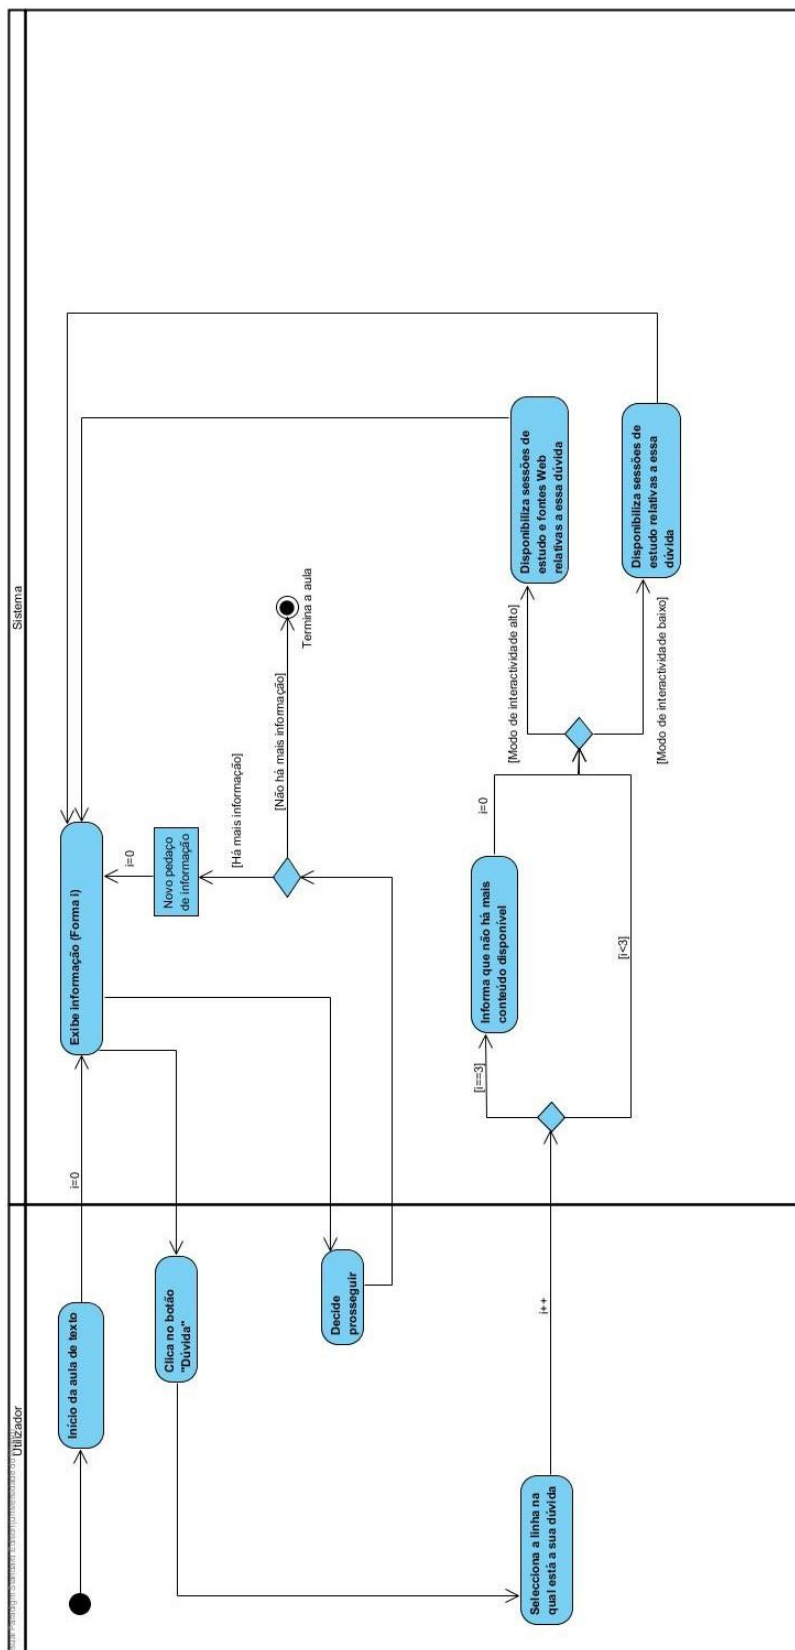 Utilizador
Sistema
Início da aula de texto
i=0
Exibe informação (Forma i)
Clica no botão
"Dúvida"
i=0
Novo pedaço
de informação
[Há mais informação]
[Não há mais informação]
Termina a aula
Decide
prosseguir
Selecciona a linha na
qual está a sua dúvida
i++
[i==3]
Informa que não há mais
conteúdo disponível
i=0
[i<3]
[Modo de interactividade alto]
Disponibiliza sessões de
estudo e fontes Web
relativas a essa dúvida
[Modo de interactividade baixo]
Disponibiliza sessões de
estudo relativas a essa
dúvida